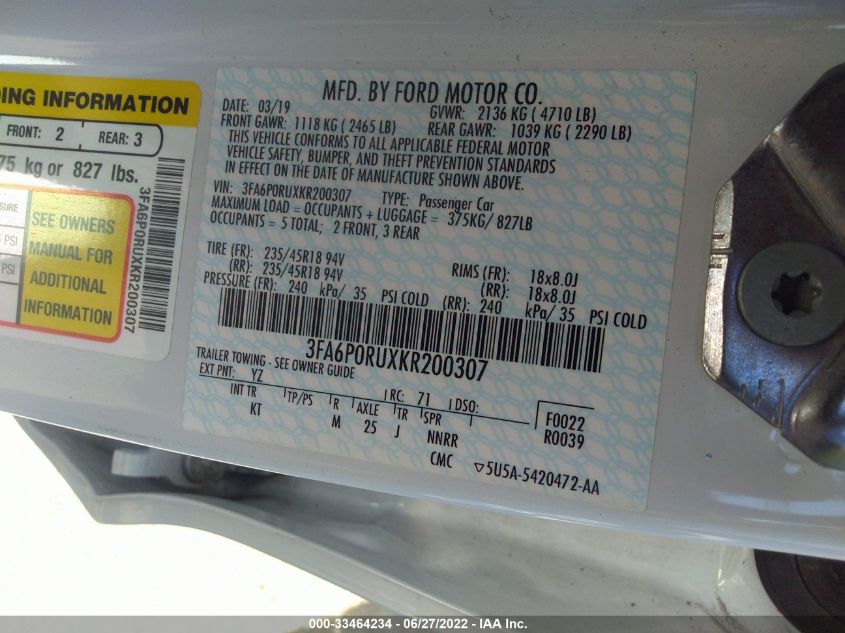 DING INFORMATION
FRONT: 2 REAR: 3
75 kg or 827 lbs.
SURE
PSI
PSI
SEE OWNERS
MANUAL FOR
ADDITIONAL
INFORMATION
3FA6P0RUXKR200307
MFD. BY FORD MOTOR CO.
DATE: 03/19 GVWR: 2136 KG ( 4710 LB)
FRONT GAWR: 1118 KG ( 2465 LB) REAR GAWR: 1039 KG ( 2290 LB)
THIS VEHICLE CONFORMS TO ALL APPLICABLE FEDERAL MOTOR
VEHICLE SAFETY, BUMPER, AND THEFT PREVENTION STANDARDS
IN EFFECT ON THE DATE OF MANUFACTURE SHOWN ABOVE.
VIN: 3FA6P0RUXKR200307 TYPE: Passenger Car
MAXIMUM LOAD = OCCUPANTS + LUGGAGE = 375KG/ 827LB
OCCUPANTS = 5 TOTAL; 2 FRONT, 3 REAR
TIRE (FR): 235/45R18 94V RIMS (FR): 18x8.0J
(RR): 235/45R18 94V (RR): 18x8.0J
PRESSURE (FR): 240 kPa/ 35 PSI COLD (RR): 240 kPa/ 35 PSI COLD
3FA6P0RUXKR200307
TRAILER TOWING - SEE OWNER GUIDE
EXT PNT: YZ RC: 71 DSO:
INT TR TP/PS R AXLE TR SPR F0022
KT M 25 J NNRR R0039
CMC ▽5U5A-5420472-AA
000-33464234 - 06/27/2022 - IAA Inc.